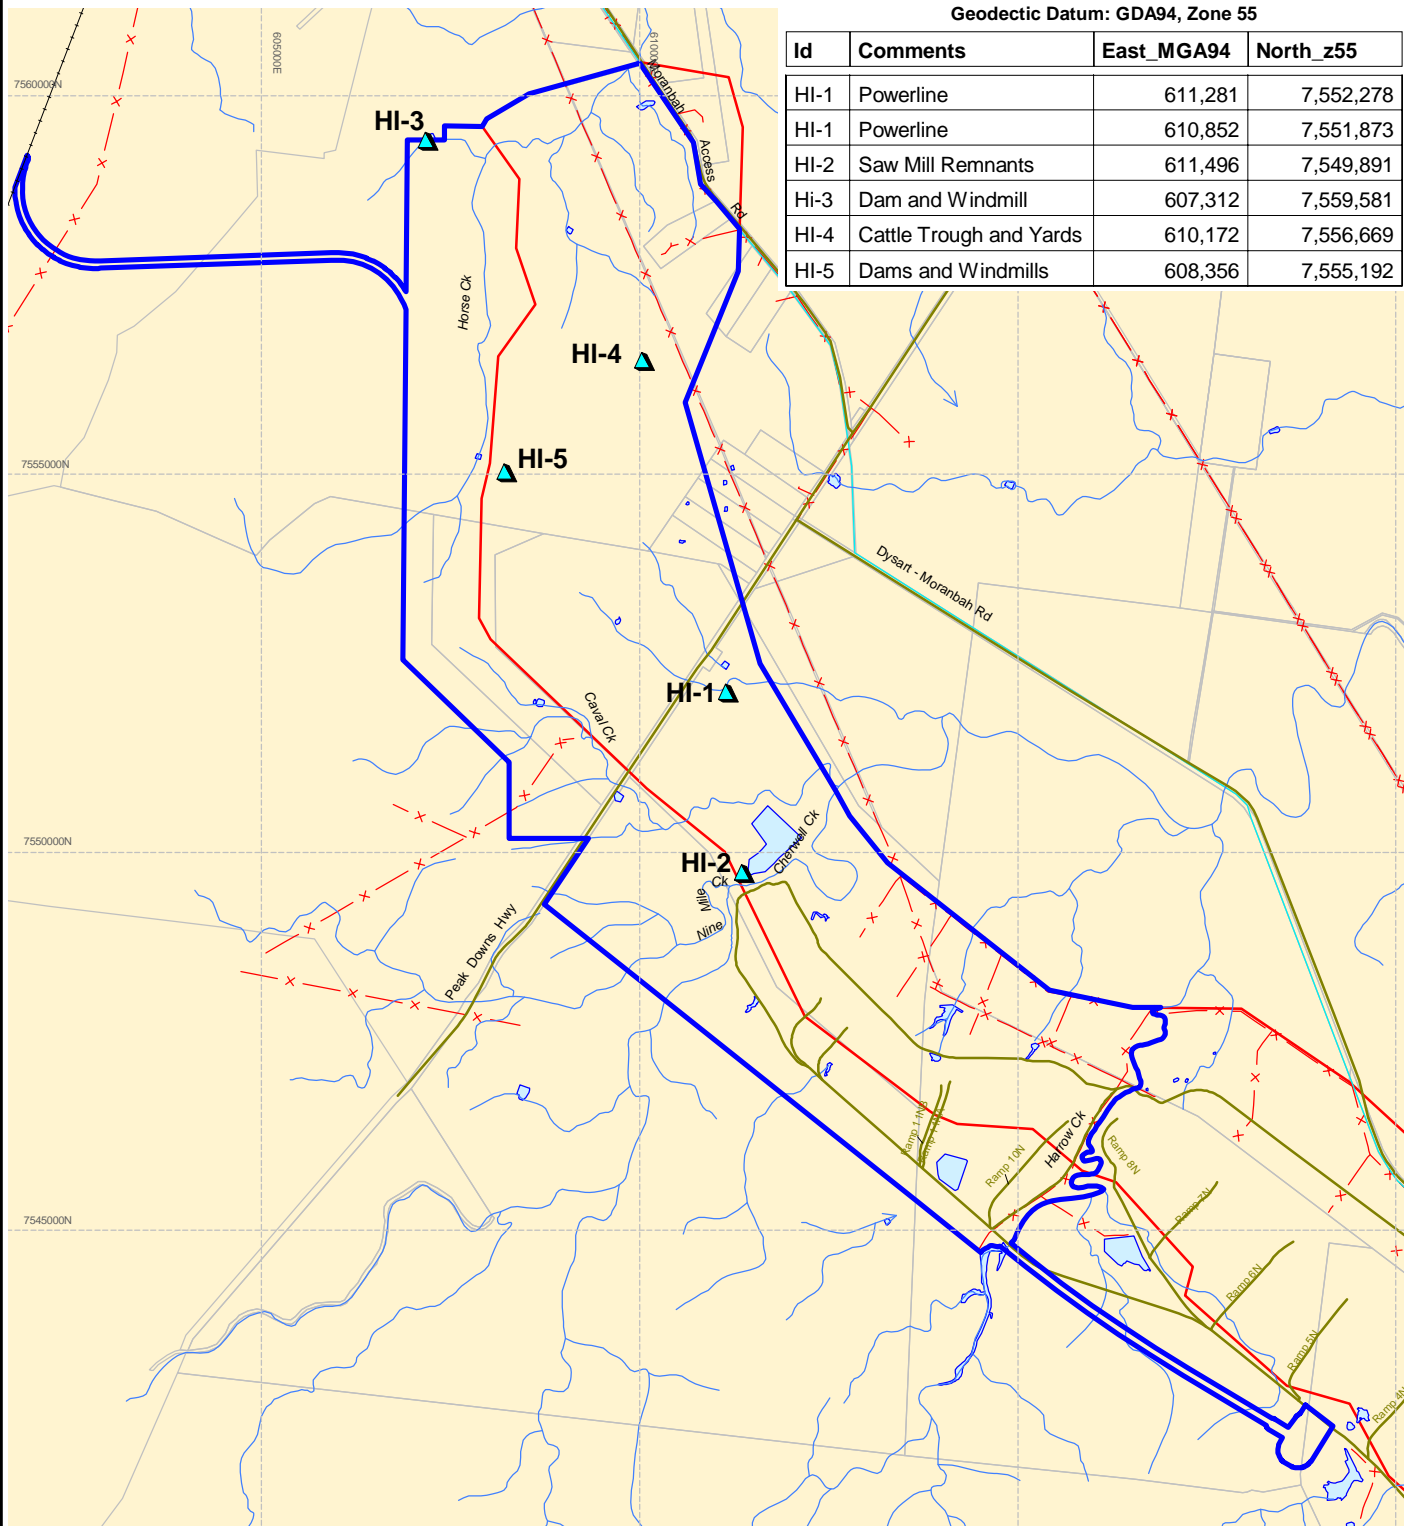 Geodectic Datum: GDA94, Zone 55
Id Comments East_MGA94 North_z55
HI-1 Powerline 611,281 7,552,278
HI-1 Powerline 610,852 7,551,873
HI-2 Saw Mill Remnants 611,496 7,549,891
Hi-3 Dam and Windmill 607,312 7,559,581
HI-4 Cattle Trough and Yards 610,172 7,556,669
HI-5 Dams and Windmills 608,356 7,555,192
605000E
7560000N
Moranbah Access Rd
HI-3
Horse Ck
HI-4
HI-5
7555000N
Dysart - Moranbah Rd
HI-1
Caval Ck
7550000N
Cherwell Ck
HI-2
Nine Mile Ck
Peak Downs Hwy
Harrow Ck
Ramp 10N
Ramp 8N
Ramp 7N
7545000N
Ramp 6N
Ramp 5N
Ramp 4N